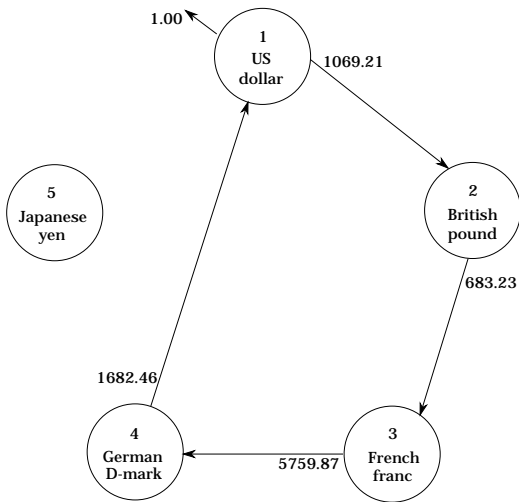 1.00
1
US
dollar
1069.21
2
British
pound
683.23
5
Japanese
yen
1682.46
4
German
D-mark
5759.87
3
French
franc